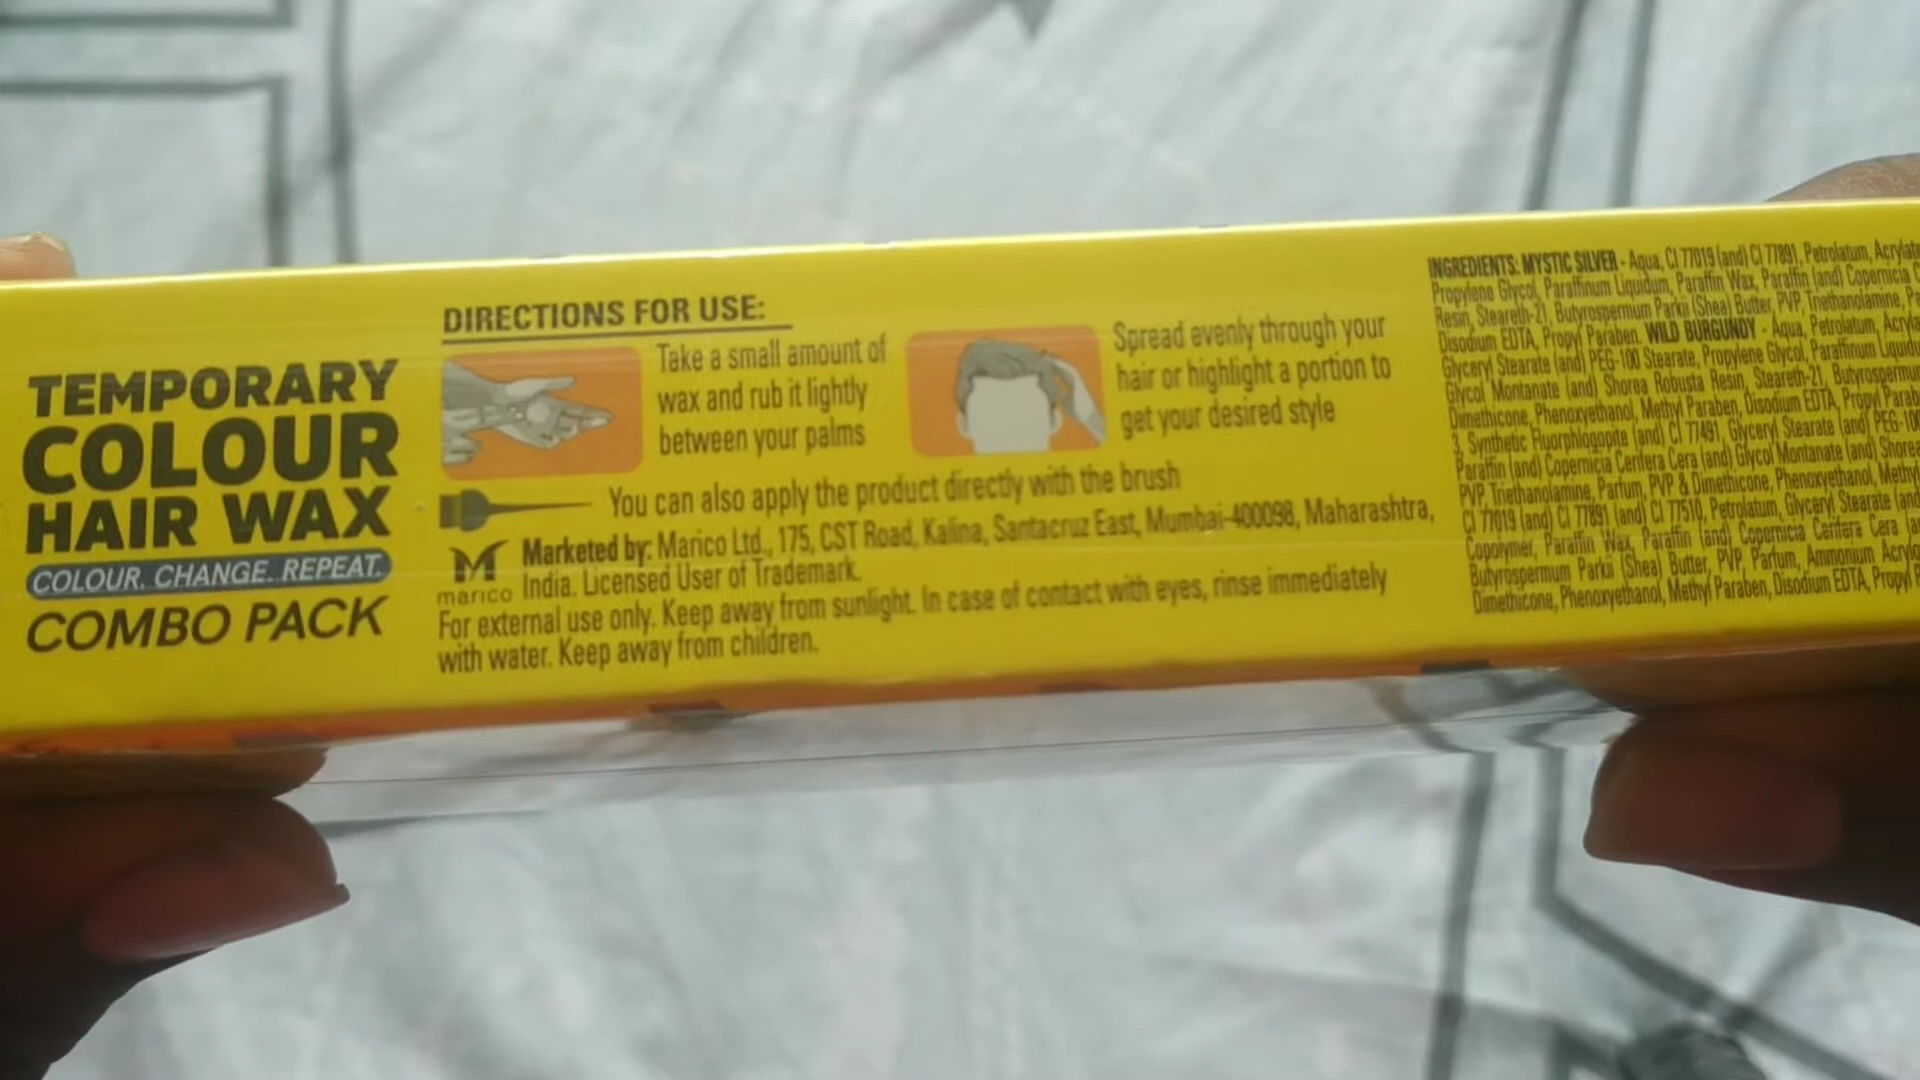 TEMPORARY
COLOUR
HAIR WAX
COLOUR. CHANGE. REPEAT.
COMBO PACK
DIRECTIONS FOR USE:
Take a small amount of
wax and rub it lightly
between your palms
Spread evenly through your
hair or highlight a portion to
get your desired style
You can also apply the product directly with the brush
marico
Marketed by: Marico Ltd., 175, CST Road, Kalina, Santacruz East, Mumbai-400098, Maharashtra,
India. Licensed User of Trademark.
For external use only. Keep away from sunlight. In case of contact with eyes, rinse immediately
with water. Keep away from children.
INGREDIENTS: MYSTIC SILVER - Aqua, CI 77019 (and) CI 77891, Petrolatum,
Propylene Glycol, Paraffinum Liquidum, Paraffin Wax, Paraffin (and) Copernicia
Resin, Steareth-21, Butyrospermum Parkii (Shea) Butter, PVP, Triethanolamine,
Disodium EDTA, Propyl Paraben. WILD BURGUNDY - Aqua, Petrolatum,
Glyceryl Stearate (and) PEG-100 Stearate, Propylene Glycol, Paraffinum
Glycol Montanate (and) Shorea Robusta Resin, Steareth-21,
Dimethicone, Phenoxyethanol, Methyl Paraben, Disodium EDTA, Propyl
3, Synthetic Fluorphlogopite (and) CI 77491, Glyceryl Stearate (and)
Paraffin (and) Copernicia Cerifera Cera (and) Glycol Montanate (and)
PVP, Triethanolamine, Parfum, PVP & Dimethicone, Phenoxyethanol,
CI 77019 (and) CI 77891 (and) CI 77510, Petrolatum, Glyceryl Stearate
Copolymer, Paraffin Wax, Paraffin (and) Copernicia Cerifera Cera
Butyrospermum Parkii (Shea) Butter, PVP, Parfum, Ammonium
Dimethicone, Phenoxyethanol, Methyl Paraben, Disodium EDTA, Propyl